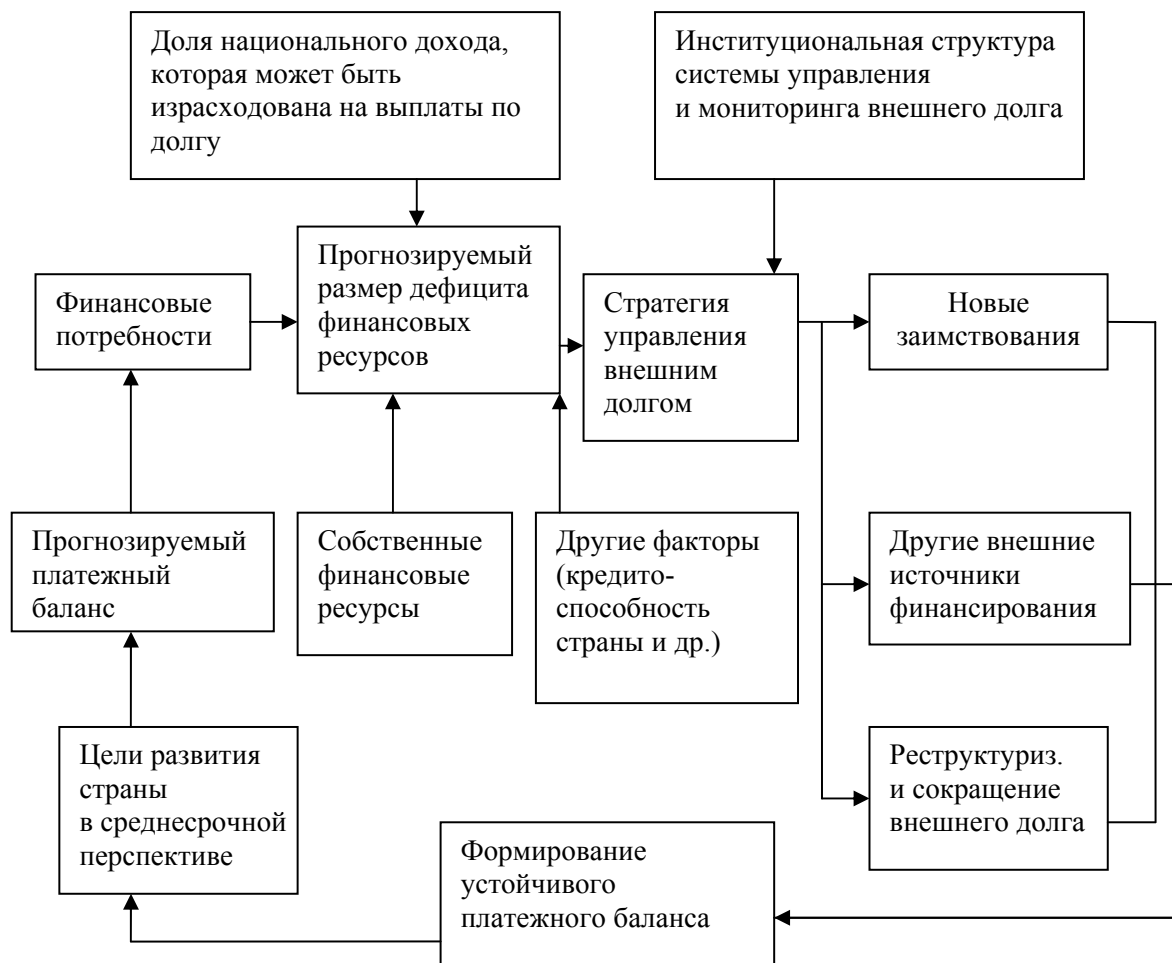 Доля национального дохода,
которая может быть
израсходована на выплаты по
долгу
Институциональная структура
системы управления
и мониторинга внешнего долга
Финансовые
потребности
Прогнозируемый
размер дефицита
финансовых
ресурсов
Стратегия
управления
внешним
долгом
Новые
заимствования
Прогнозируемый
платежный
баланс
Собственные
финансовые
ресурсы
Другие факторы
(кредито-
способность
страны и др.)
Другие внешние
источники
финансирования
Цели развития
страны
в среднесрочной
перспективе
Реструктуриз.
и сокращение
внешнего долга
Формирование
устойчивого
платежного баланса